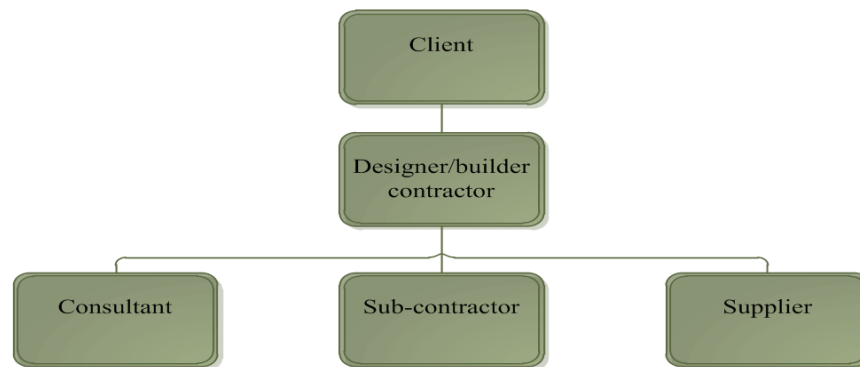 Client
Designer/builder
contractor
Consultant
Sub-contractor
Supplier